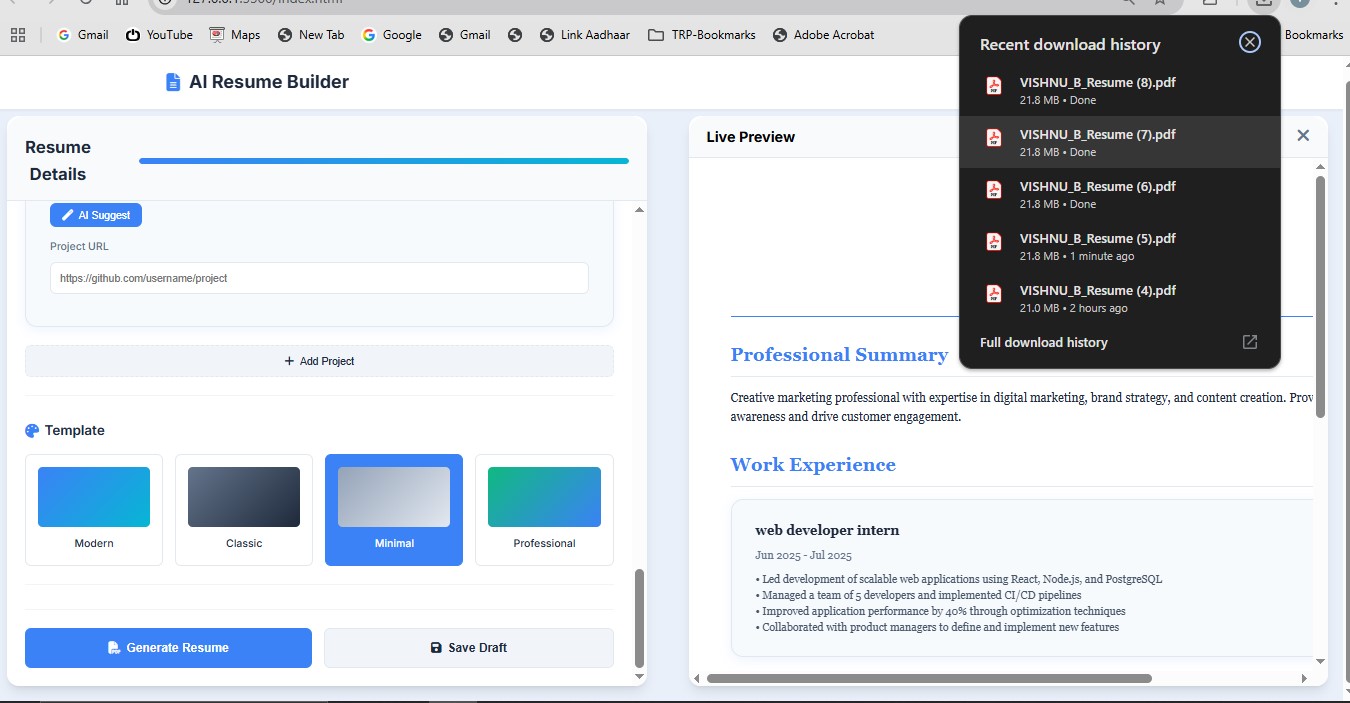 127.0.0.1:5500/index.html
Gmail
YouTube
Maps
New Tab
Google
Gmail
Link Aadhaar
TRP-Bookmarks
Adobe Acrobat
Bookmarks
Recent download history
VISHNU_B_Resume (8).pdf
21.8 MB • Done
VISHNU_B_Resume (7).pdf
21.8 MB • Done
VISHNU_B_Resume (6).pdf
21.8 MB • Done
VISHNU_B_Resume (5).pdf
21.8 MB • 1 minute ago
VISHNU_B_Resume (4).pdf
21.0 MB • 2 hours ago
Full download history
AI Resume Builder
Resume
Details
AI Suggest
Project URL
https://github.com/username/project
+ Add Project
Template
Modern
Classic
Minimal
Professional
Generate Resume
Save Draft
Live Preview
Professional Summary
Creative marketing professional with expertise in digital marketing, brand strategy, and content creation. Prov
awareness and drive customer engagement.
Work Experience
web developer intern
Jun 2025 - Jul 2025
• Led development of scalable web applications using React, Node.js, and PostgreSQL
• Managed a team of 5 developers and implemented CI/CD pipelines
• Improved application performance by 40% through optimization techniques
• Collaborated with product managers to define and implement new features